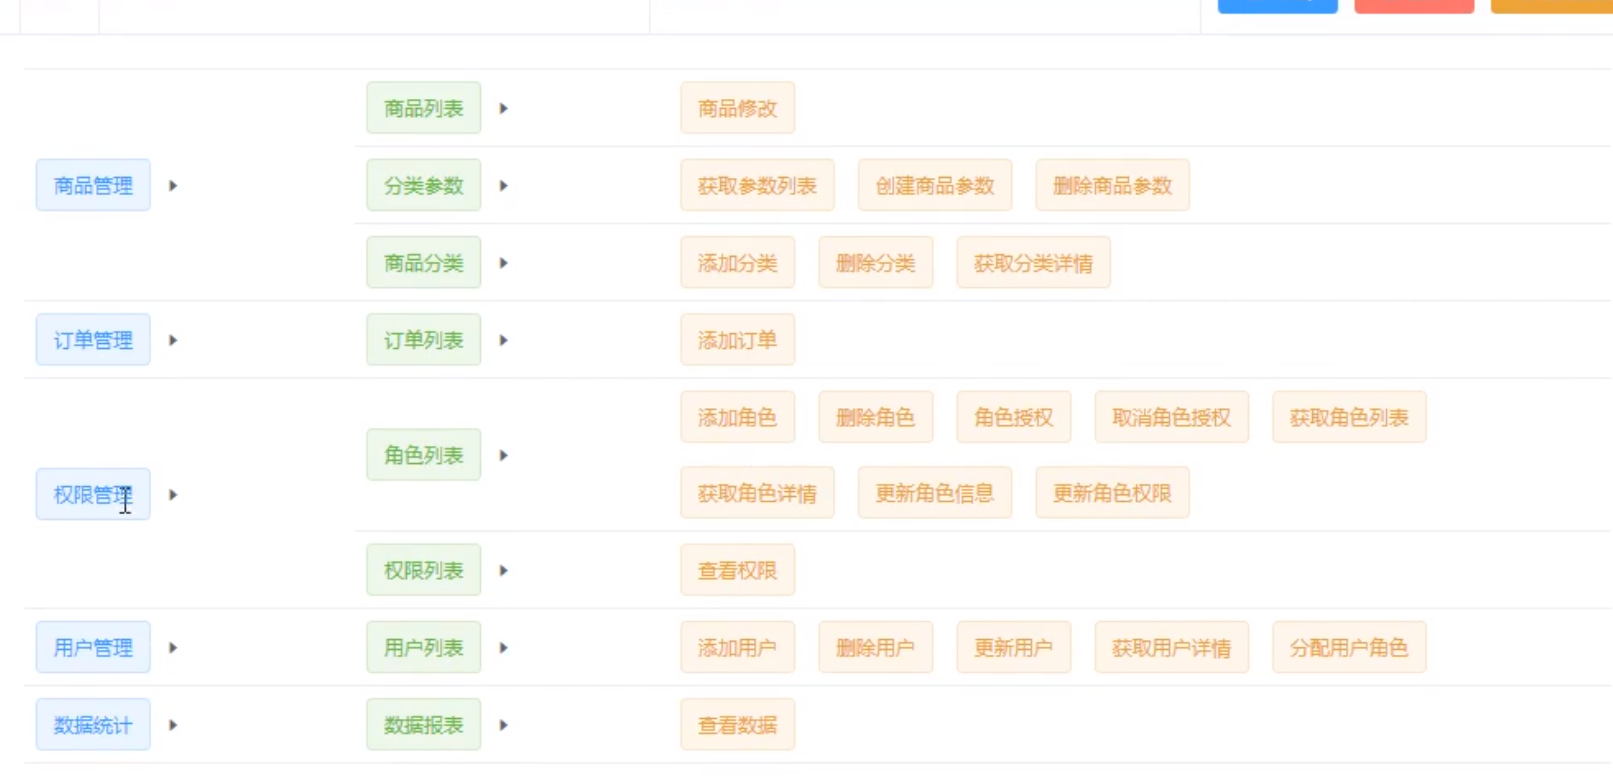 商品列表 商品修改
商品管理 分类参数 获取参数列表 创建商品参数 删除商品参数
商品分类 添加分类 删除分类 获取分类详情
订单管理 订单列表 添加订单
添加角色 删除角色 角色授权 取消角色授权 获取角色列表
角色列表
权限管理 获取角色详情 更新角色信息 更新角色权限
权限列表 查看权限
用户管理 用户列表 添加用户 删除用户 更新用户 获取用户详情 分配用户角色
数据统计 数据报表 查看数据